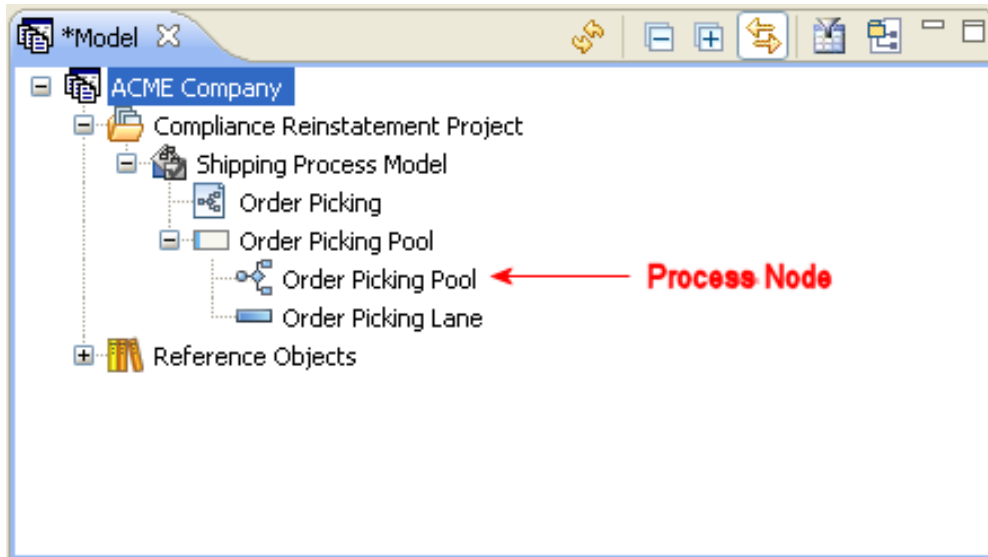 *Model
ACME Company
Compliance Reinstatement Project
Shipping Process Model
Order Picking
Order Picking Pool
Order Picking Pool Process Node
Order Picking Lane
Reference Objects